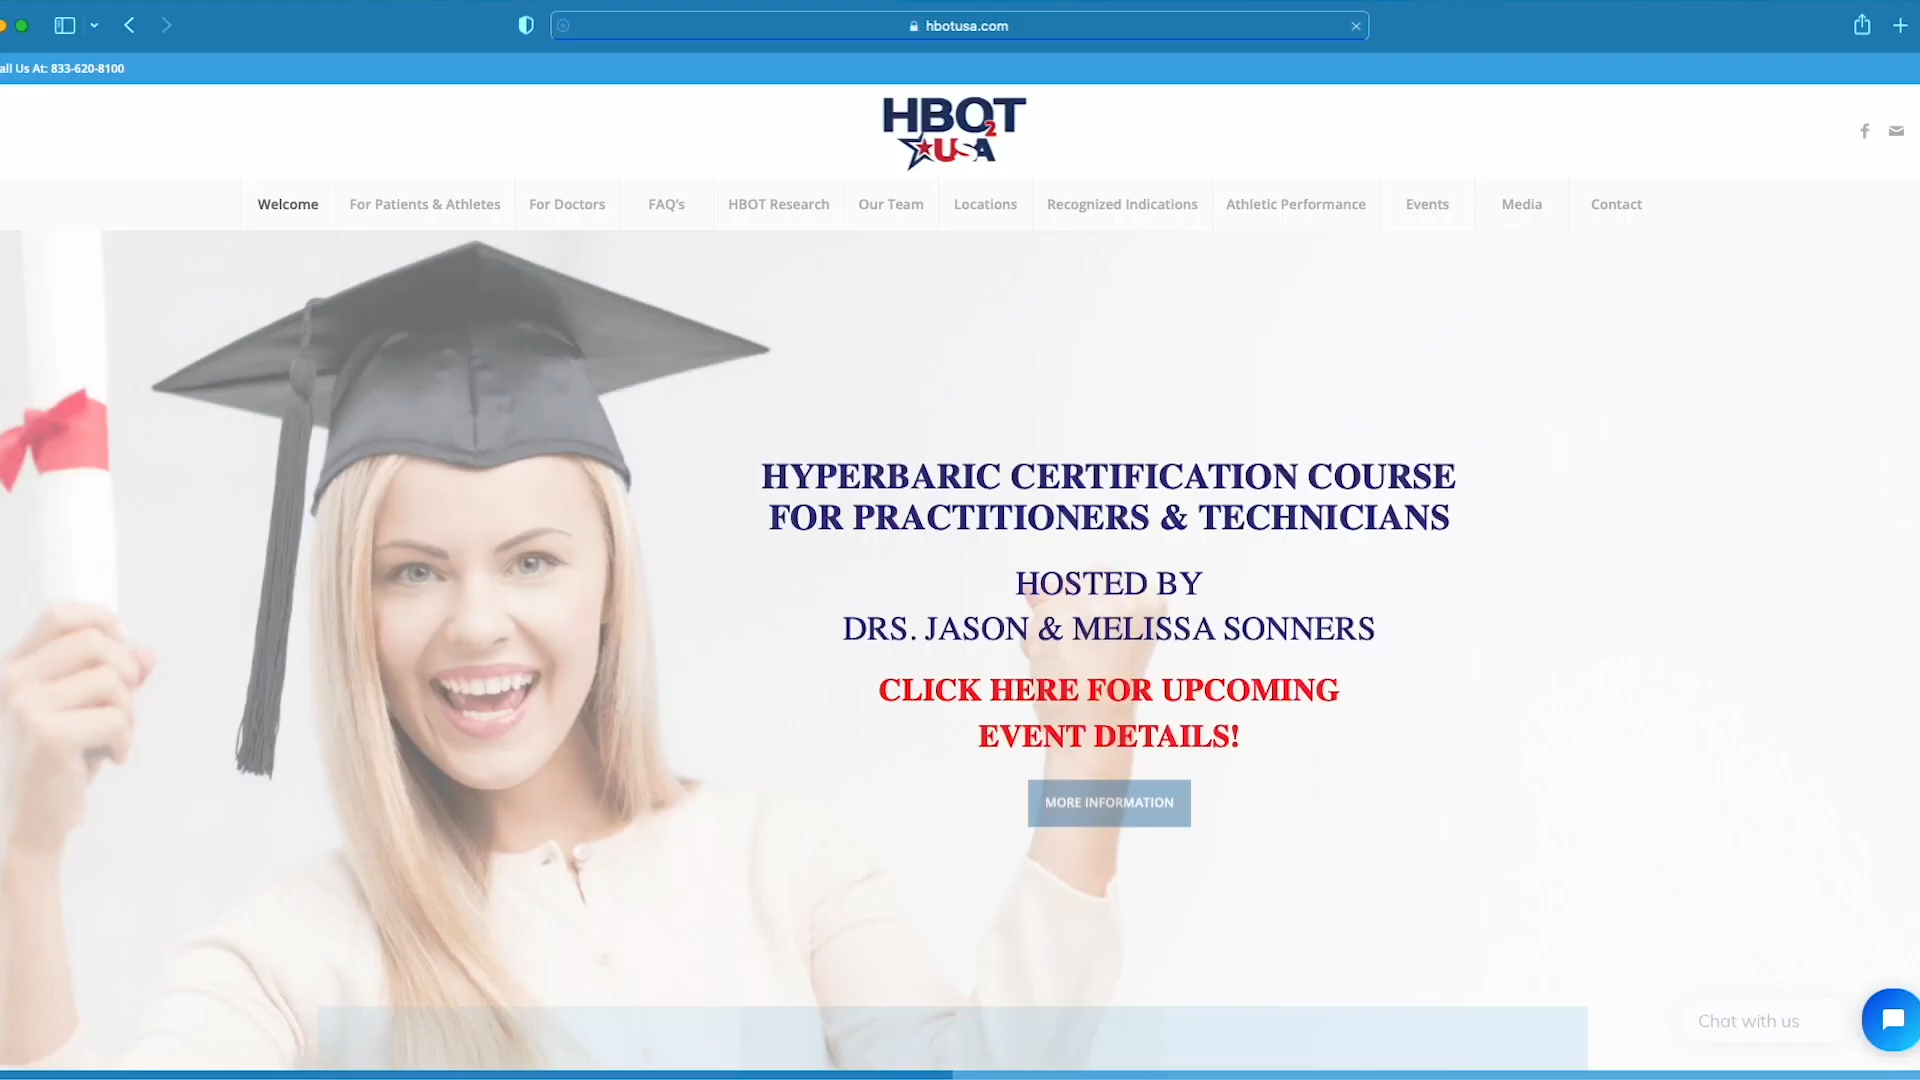 hbotusa.com
all Us At: 833-620-8100
HBOT
2
USA
Welcome
For Patients & Athletes
For Doctors
FAQ's
HBOT Research
Our Team
Locations
Recognized Indications
Athletic Performance
Events
Media
Contact
HYPERBARIC CERTIFICATION COURSE
FOR PRACTITIONERS & TECHNICIANS
HOSTED BY
DRS. JASON & MELISSA SONNERS
CLICK HERE FOR UPCOMING
EVENT DETAILS!
MORE INFORMATION
Chat with us